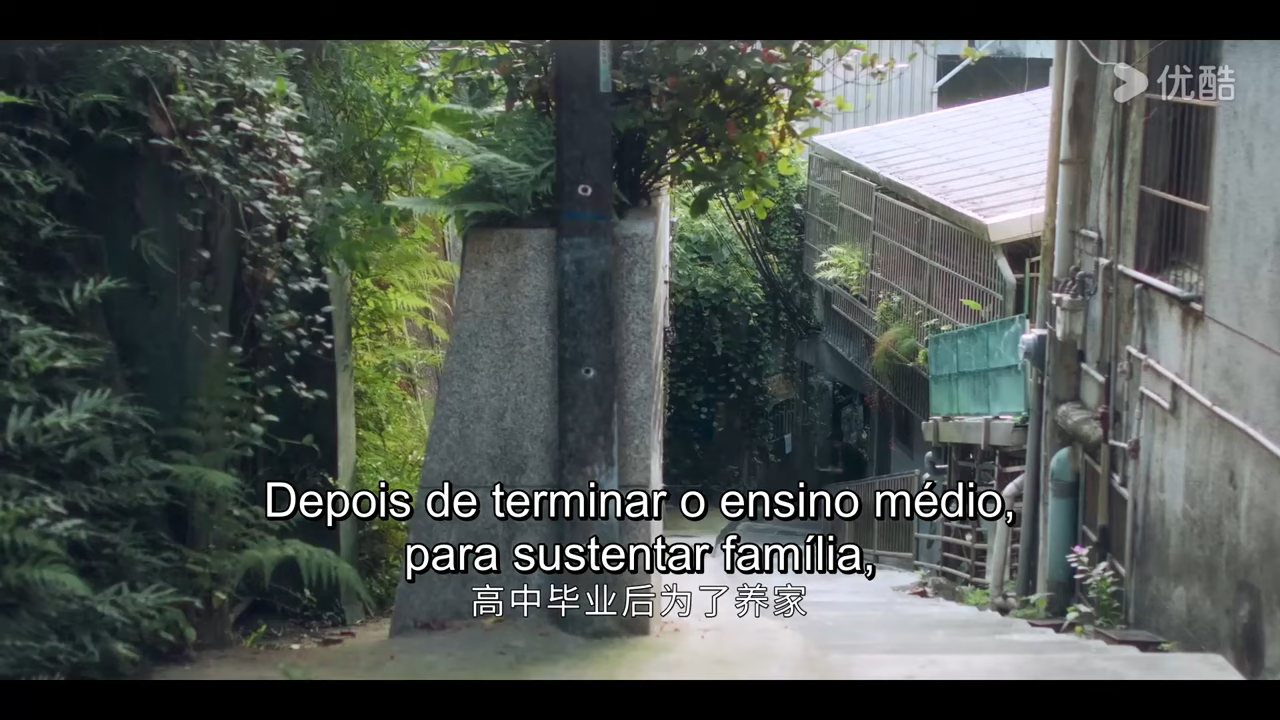 优酷
Depois de terminar o ensino médio,
para sustentar família,
高中毕业后为了养家